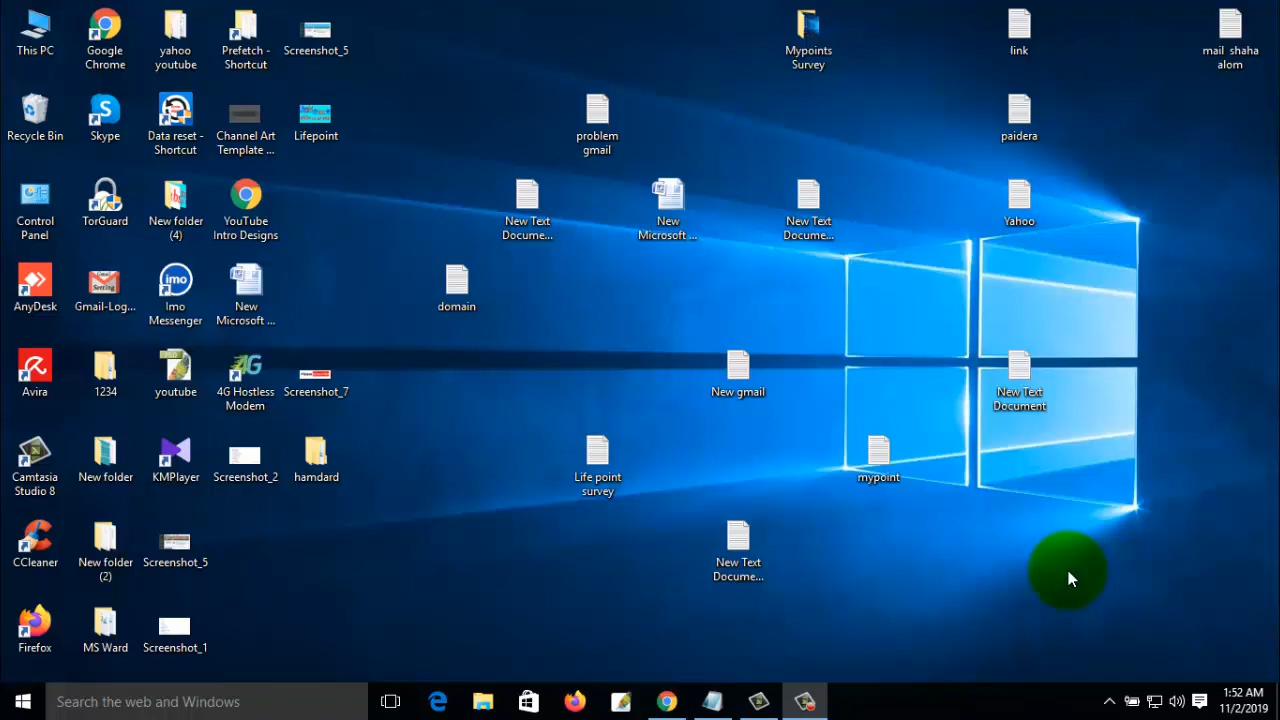 This PC
Google
Chrome
yahoo
youtube
Prefetch -
Shortcut
Screenshot_5
Mypoints
Survey
link
mail shaha
alom
Recycle Bin
Skype
Data reset -
Shortcut
Channel Art
Template ...
Lifepoint
problem
gmail
paidera
Control
Panel
TorGuard
New folder
(4)
YouTube
Intro Designs
New Text
Docume...
New
Microsoft ...
New Text
Docume...
Yahoo
AnyDesk
Gmail-Log...
Imo
Messenger
New
Microsoft ...
domain
Avira
1234
youtube
4G Hostless
Modem
Screenshot_7
New gmail
New Text
Document
Camtasia
Studio 8
New folder
KMPlayer
Screenshot_2
hamdard
Life point
survey
mypoint
CCleaner
New folder
(2)
Screenshot_5
New Text
Docume...
Firefox
MS Ward
Screenshot_1
Search the web and Windows
1:52 AM
11/2/2019